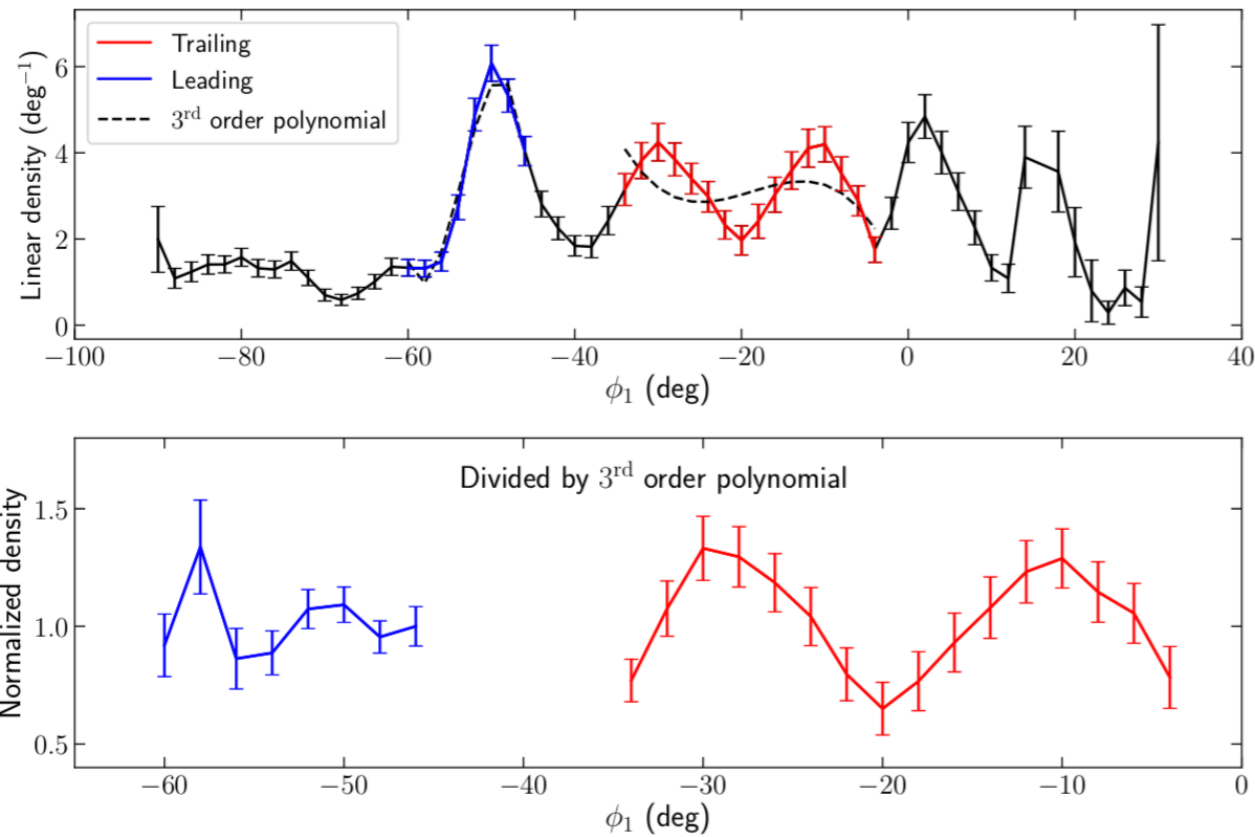 Linear density (deg⁻¹)
6
4
2
0
Trailing
Leading
3rd order polynomial
−100 −80 −60 −40 −20 0 20 40
ϕ₁ (deg)
Divided by 3rd order polynomial
Normalized density
1.5
1.0
0.5
−60 −50 −40 −30 −20 −10 0
ϕ₁ (deg)